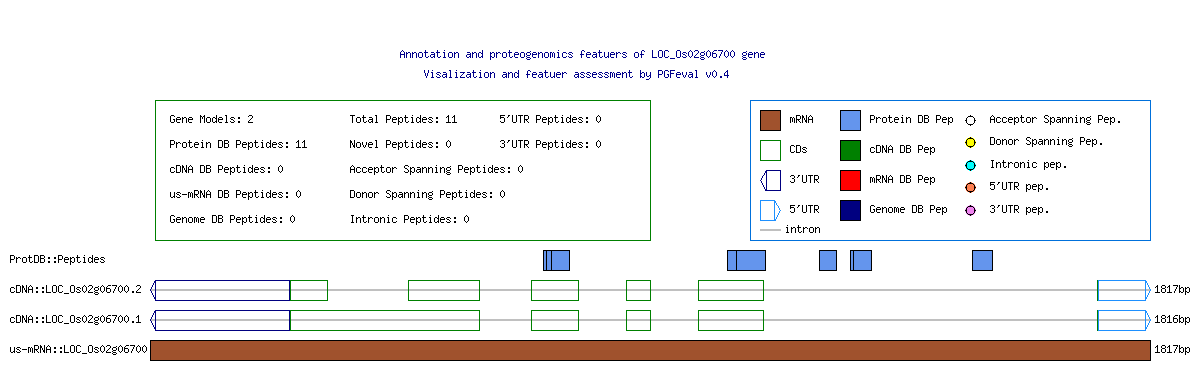 Annotation and proteogenomics featuers of LOC_Os02g06700 gene
Visalization and featuer assessment by PGFeval v0.4
Gene Models: 2 Total Peptides: 11 5'UTR Peptides: 0
Protein DB Peptides: 11 Novel Peptides: 0 3'UTR Peptides: 0
cDNA DB Peptides: 0 Acceptor Spanning Peptides: 0
us-mRNA DB Peptides: 0 Donor Spanning Peptides: 0
Genome DB Peptides: 0 Intronic Peptides: 0
mRNA Protein DB Pep Acceptor Spanning Pep.
CDs cDNA DB Pep Donor Spanning Pep.
3'UTR mRNA DB Pep Intronic pep.
5'UTR Genome DB Pep 5'UTR pep.
intron 3'UTR pep.
ProtDB::Peptides
cDNA::LOC_Os02g06700.2 1817bp
cDNA::LOC_Os02g06700.1 1816bp
us-mRNA::LOC_Os02g06700 1817bp